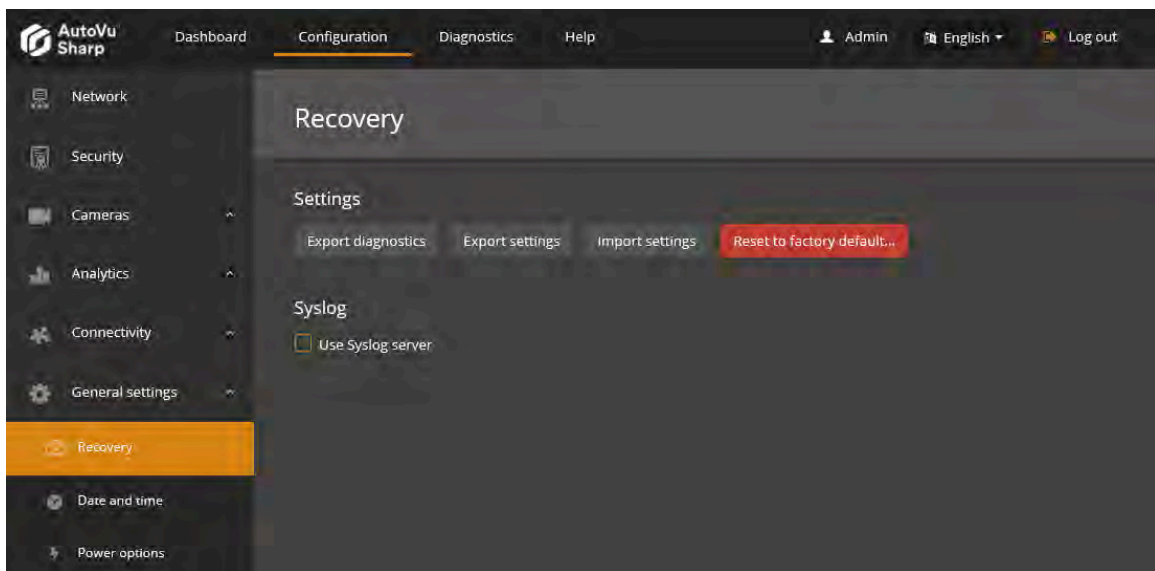 AutoVu
Sharp
Dashboard
Configuration
Diagnostics
Help
Admin
English
Log out
Network
Security
Cameras
Analytics
Connectivity
General settings
Recovery
Date and time
Power options
Recovery
Settings
Export diagnostics
Export settings
Import settings
Reset to factory default...
Syslog
Use Syslog server